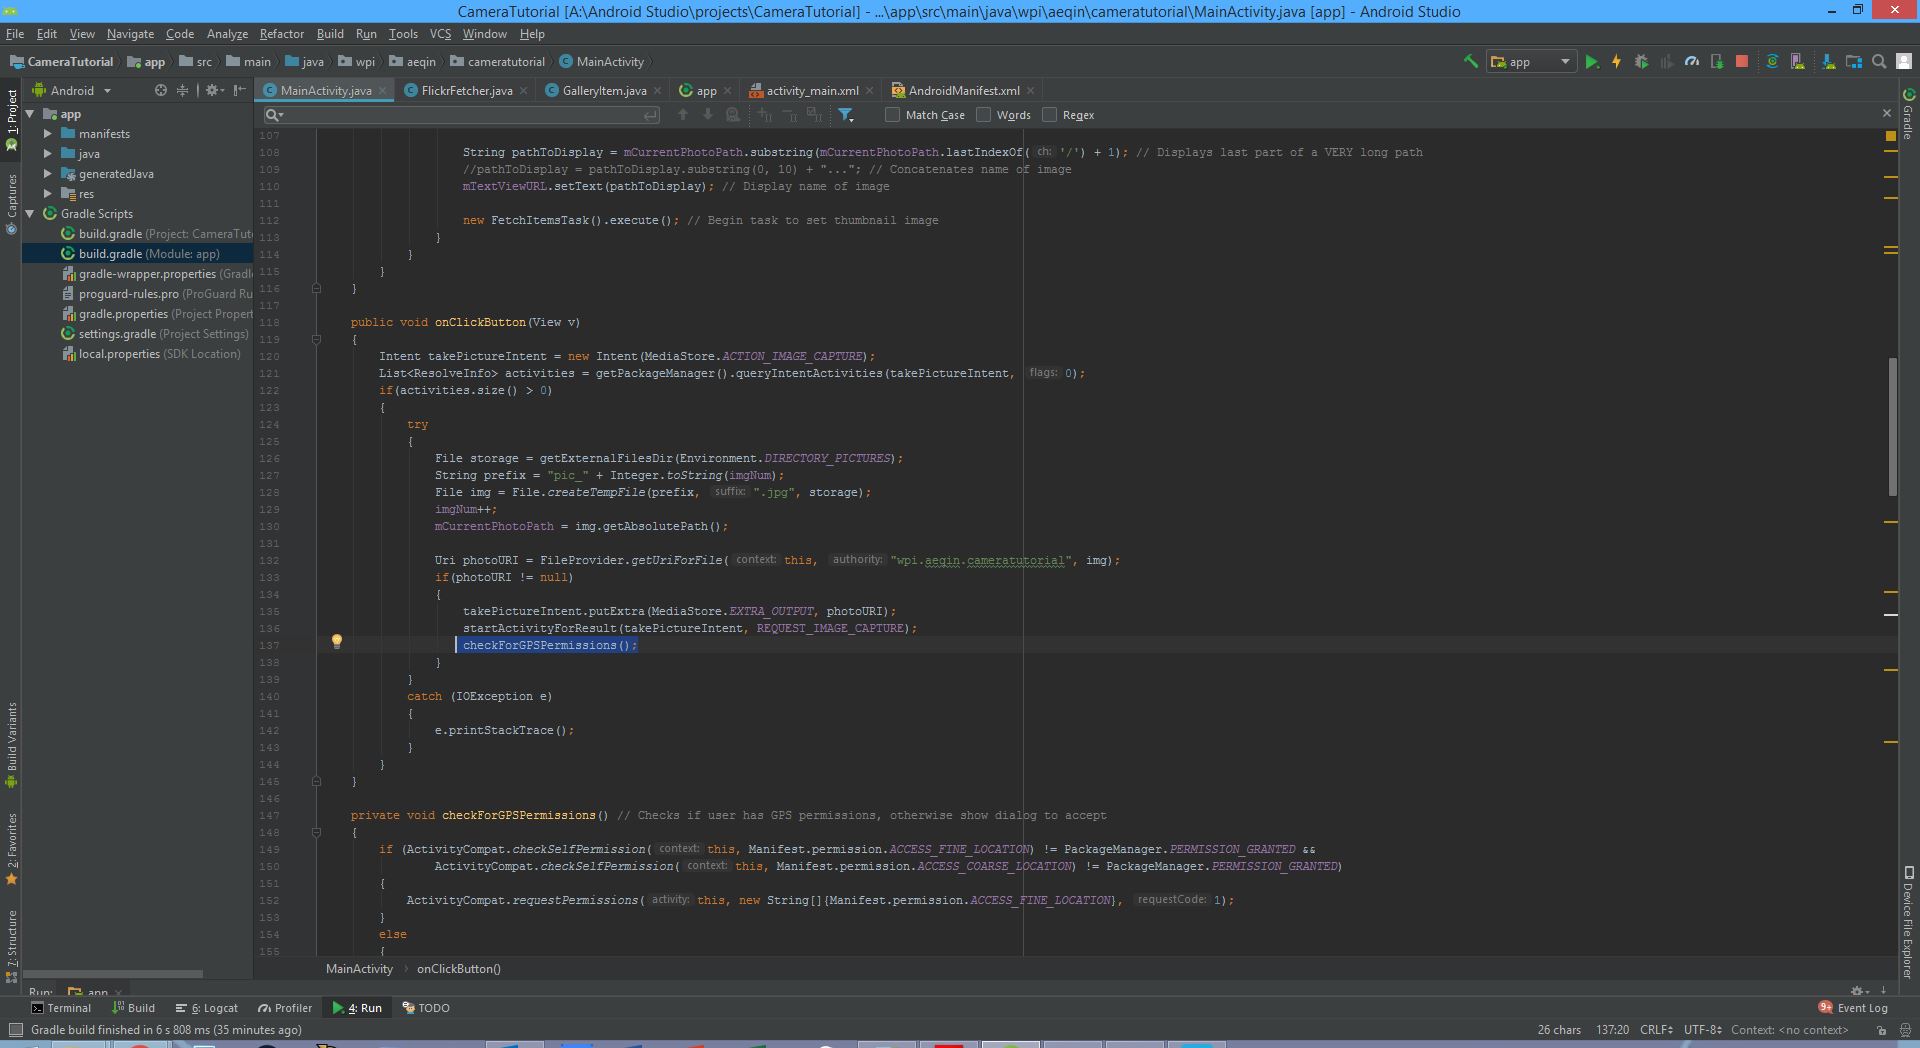 CameraTutorial [A:\Android Studio\projects\CameraTutorial] - ...\app\src\main\java\wpi\aeqin\cameratutorial\MainActivity.java [app] - Android Studio
File Edit View Navigate Code Analyze Refactor Build Run Tools VCS Window Help
CameraTutorial app src main java wpi aeqin cameratutorial MainActivity app
Android MainActivity.java FlickrFetcher.java GalleryItem.java app activity_main.xml AndroidManifest.xml
Match Case Words Regex
1: Project
Captures
Build Variants
2: Favorites
7: Structure
app
manifests
java
generatedJava
res
Gradle Scripts
build.gradle (Project: CameraTut
build.gradle (Module: app)
gradle-wrapper.properties (Gradl
proguard-rules.pro (ProGuard Ru
gradle.properties (Project Propert
settings.gradle (Project Settings)
local.properties (SDK Location)
107
108 String pathToDisplay = mCurrentPhotoPath.substring(mCurrentPhotoPath.lastIndexOf( ch: '/') + 1); // Displays last part of a VERY long path
109 //pathToDisplay = pathToDisplay.substring(0, 10) + "..."; // Concatenates name of image
110 mTextViewURL.setText(pathToDisplay); // Display name of image
111
112 new FetchItemsTask().execute(); // Begin task to set thumbnail image
113 }
114 }
115 }
116 }
117
118 public void onClickButton(View v)
119 {
120 Intent takePictureIntent = new Intent(MediaStore.ACTION_IMAGE_CAPTURE);
121 List<ResolveInfo> activities = getPackageManager().queryIntentActivities(takePictureIntent, flags: 0);
122 if(activities.size() > 0)
123 {
124 try
125 {
126 File storage = getExternalFilesDir(Environment.DIRECTORY_PICTURES);
127 String prefix = "pic_" + Integer.toString(imgNum);
128 File img = File.createTempFile(prefix, suffix: ".jpg", storage);
129 imgNum++;
130 mCurrentPhotoPath = img.getAbsolutePath();
131
132 Uri photoURI = FileProvider.getUriForFile( context: this, authority: "wpi.aeqin.cameratutorial", img);
133 if(photoURI != null)
134 {
135 takePictureIntent.putExtra(MediaStore.EXTRA_OUTPUT, photoURI);
136 startActivityForResult(takePictureIntent, REQUEST_IMAGE_CAPTURE);
137 checkForGPSPermissions();
138 }
139 }
140 catch (IOException e)
141 {
142 e.printStackTrace();
143 }
144 }
145 }
146
147 private void checkForGPSPermissions() // Checks if user has GPS permissions, otherwise show dialog to accept
148 {
149 if (ActivityCompat.checkSelfPermission( context: this, Manifest.permission.ACCESS_FINE_LOCATION) != PackageManager.PERMISSION_GRANTED &&
150 ActivityCompat.checkSelfPermission( context: this, Manifest.permission.ACCESS_COARSE_LOCATION) != PackageManager.PERMISSION_GRANTED)
151 {
152 ActivityCompat.requestPermissions( activity: this, new String[]{Manifest.permission.ACCESS_FINE_LOCATION}, requestCode: 1);
153 }
154 else
155 {
MainActivity onClickButton()
Gradle
Device File Explorer
Run: app
Terminal Build 6: Logcat Profiler 4: Run TODO 9+ Event Log
Gradle build finished in 6 s 808 ms (35 minutes ago) 26 chars 137:20 CRLF UTF-8 Context: <no context>